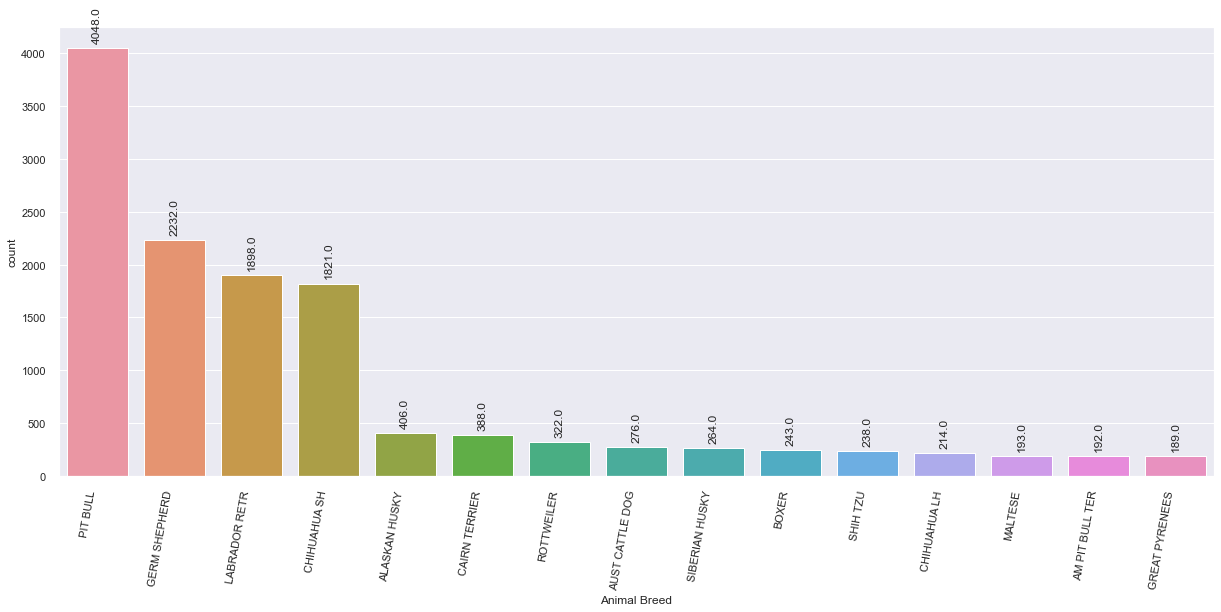 4048.0
2232.0
1898.0
1821.0
406.0
388.0
322.0
276.0
264.0
243.0
238.0
214.0
193.0
192.0
189.0
count
4000
3500
3000
2500
2000
1500
1000
500
0
PIT BULL
GERM SHEPHERD
LABRADOR RETR
CHIHUAHUA SH
ALASKAN HUSKY
CAIRN TERRIER
ROTTWEILER
AUST CATTLE DOG
SIBERIAN HUSKY
BOXER
SHIH TZU
CHIHUAHUA LH
MALTESE
AM PIT BULL TER
GREAT PYRENEES
Animal Breed